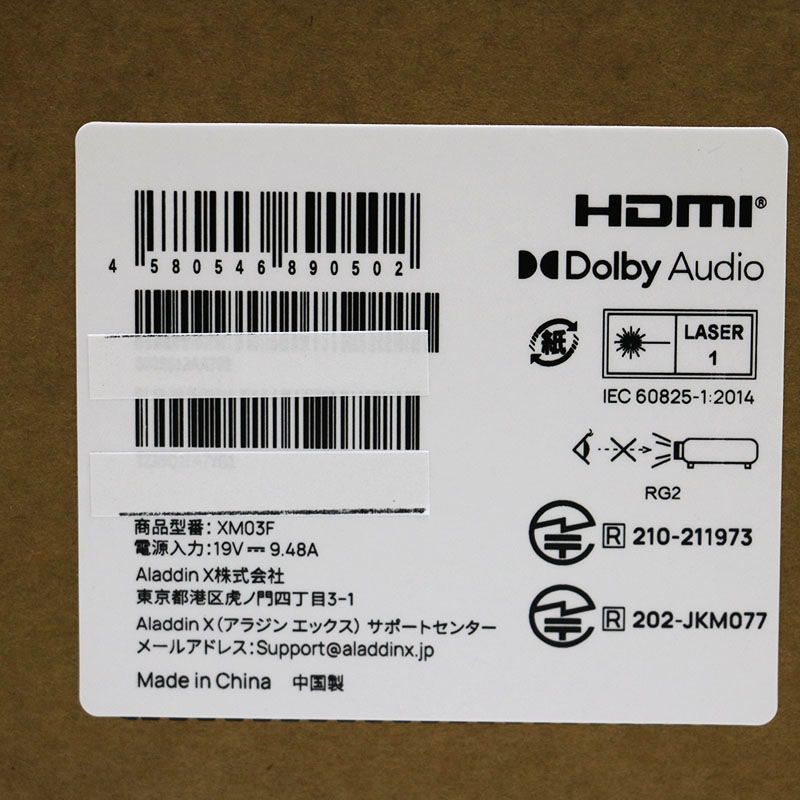 4 580546 890502
HDMI®
Dolby Audio
紙
LASER
1
IEC 60825-1:2014
RG2
R 210-211973
R 202-JKM077
商品型番: XM03F
電源入力:19V⎓9.48A
Aladdin X株式会社
東京都港区虎ノ門四丁目3-1
Aladdin X(アラジン エックス) サポートセンター
メールアドレス:Support@aladdinx.jp
Made in China 中国製